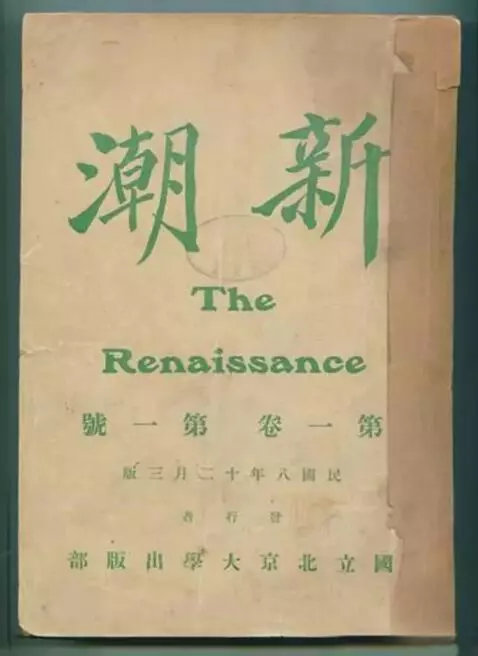 新潮
The
Renaissance
第一卷 第一號
民國八年十二月三版
發行者
國立北京大學出版部